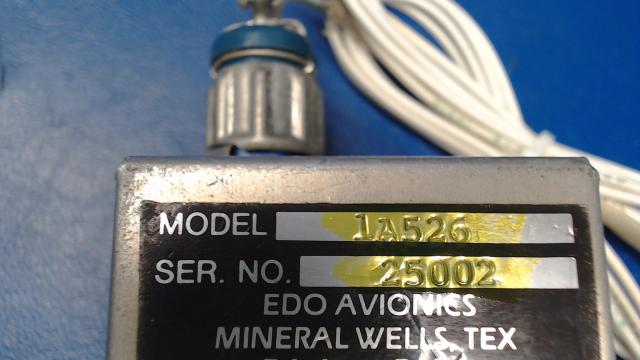 MODEL 1A526
SER. NO. 25002
EDO AVIONICS
MINERAL WELLS, TEX